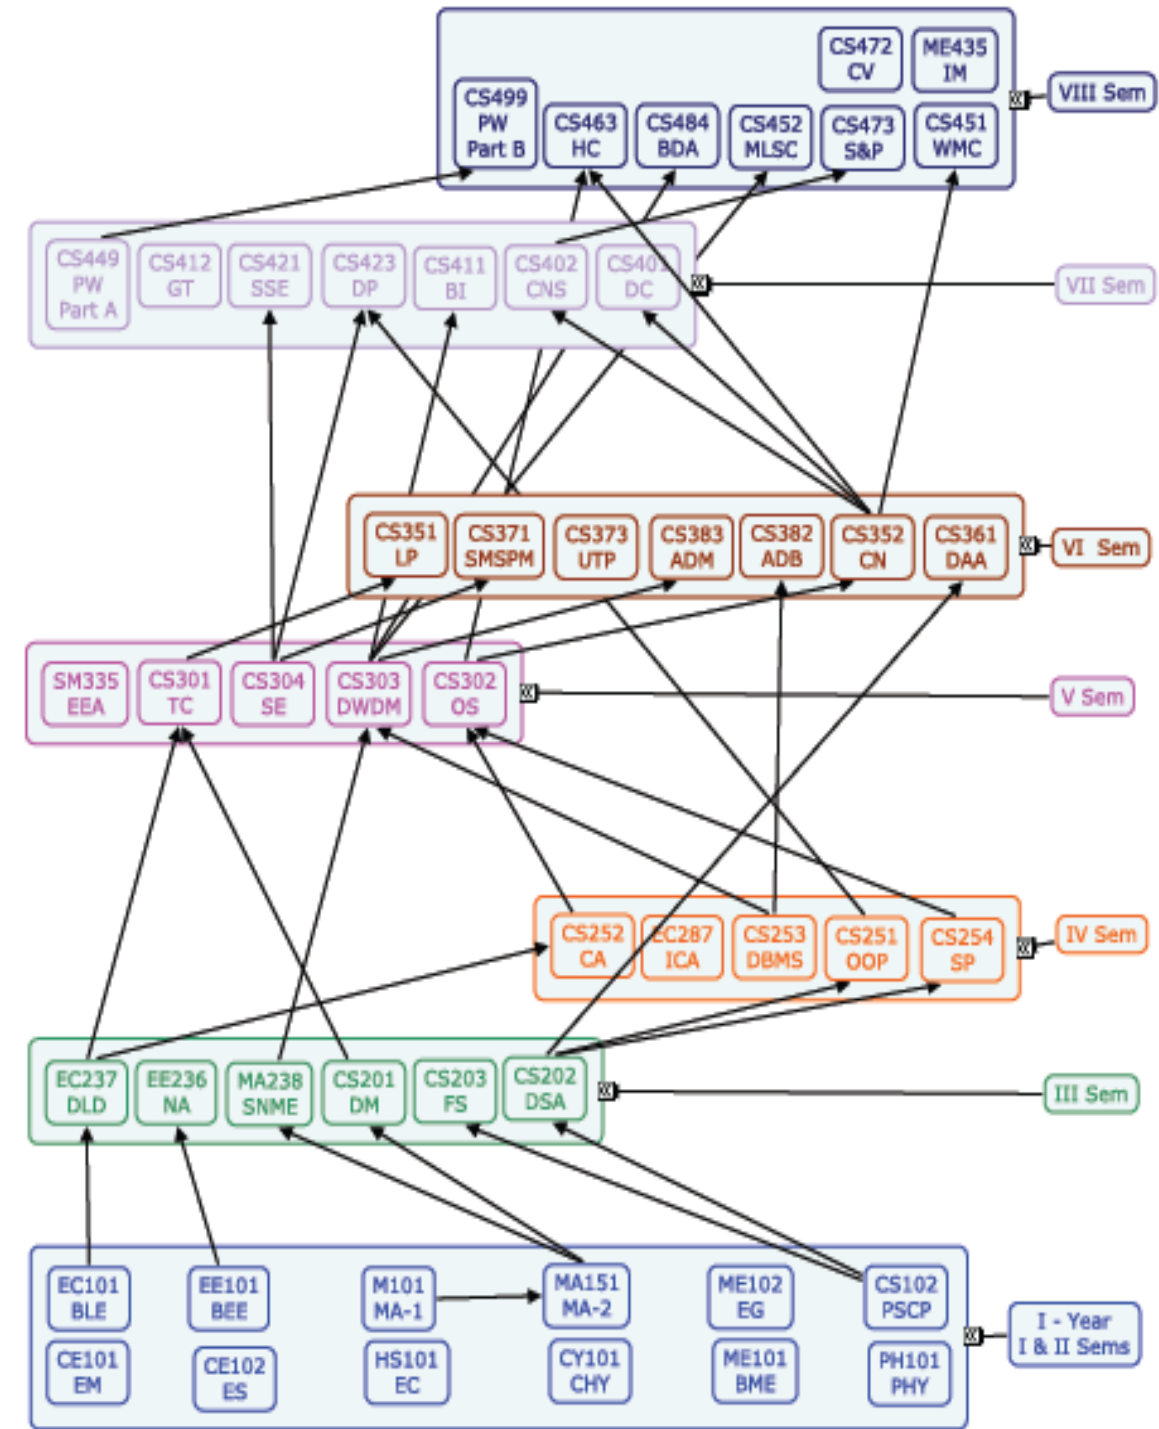 CS472
CV
ME435
IM
CS499
PW
Part B
CS463
HC
CS484
BDA
CS452
MLSC
CS473
S&P
CS451
WMC
VIII Sem
CS449
PW
Part A
CS412
GT
CS421
SSE
CS423
DP
CS411
BI
CS402
CNS
CS401
DC
VII Sem
CS351
LP
CS371
SMSPM
CS373
UTP
CS383
ADM
CS382
ADB
CS352
CN
CS361
DAA
VI Sem
SM335
EEA
CS301
TC
CS304
SE
CS303
DWDM
CS302
OS
V Sem
CS252
CA
EC287
ICA
CS253
DBMS
CS251
OOP
CS254
SP
IV Sem
EC237
DLD
EE236
NA
MA238
SNME
CS201
DM
CS203
FS
CS202
DSA
III Sem
EC101
BLE
EE101
BEE
M101
MA-1
MA151
MA-2
ME102
EG
CS102
PSCP
CE101
EM
CE102
ES
HS101
EC
CY101
CHY
ME101
BME
PH101
PHY
I - Year
I & II Sems